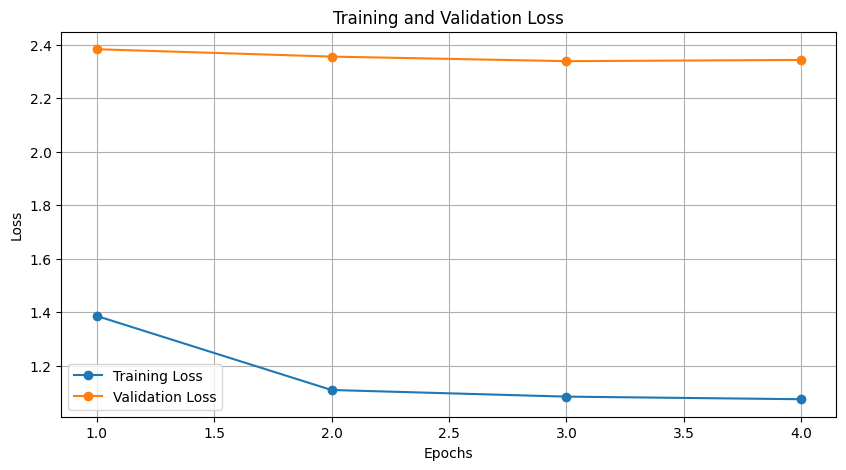 Training and Validation Loss
2.4
2.2
2.0
1.8
1.6
1.4
1.2
Loss
Training Loss
Validation Loss
1.0 1.5 2.0 2.5 3.0 3.5 4.0
Epochs